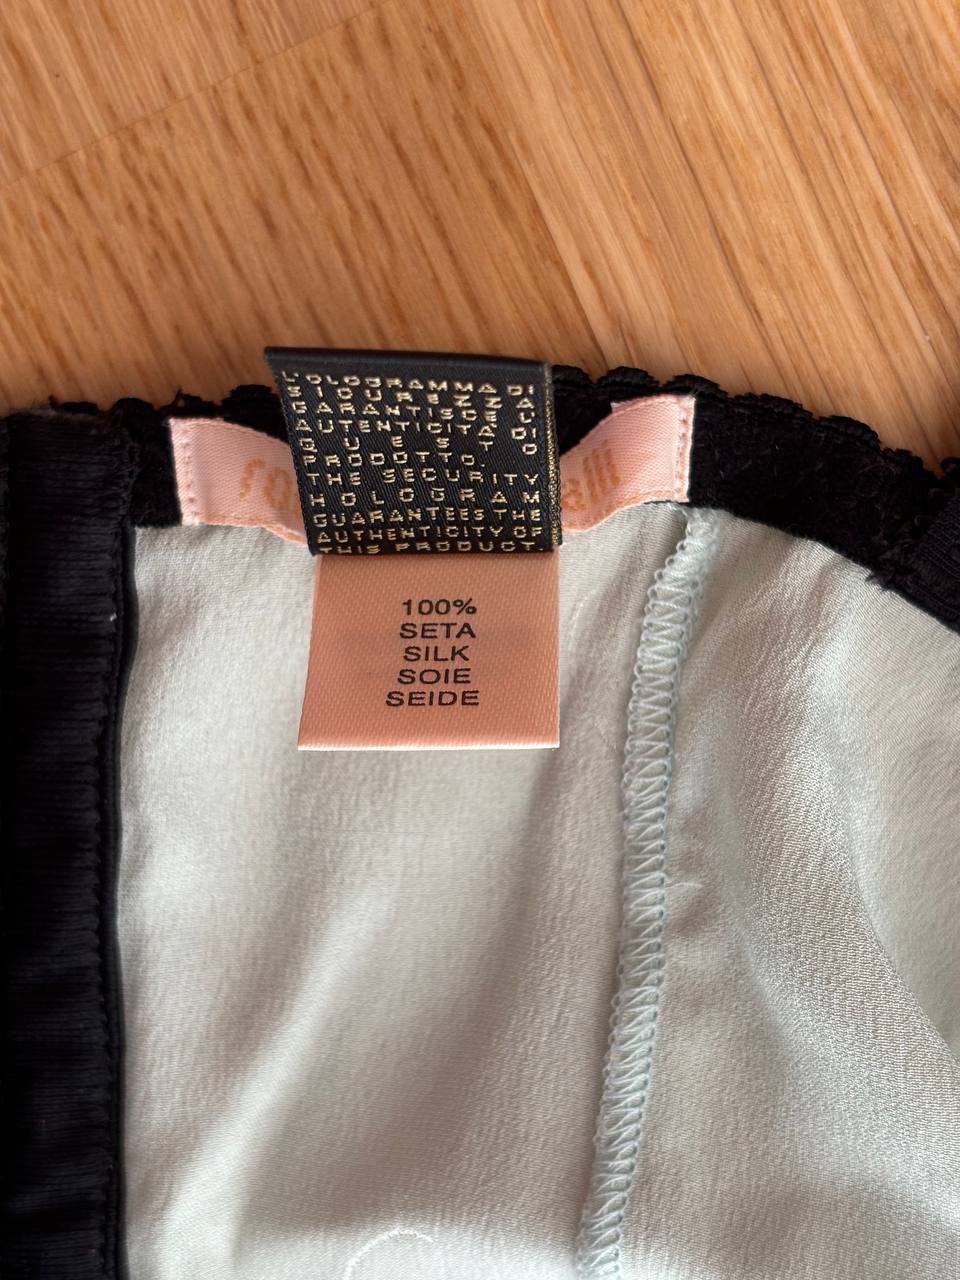 L'OLOGRAMMA DI
SICUREZZA
GARANTISCE
AUTENTICITA' DI
QUESTO
PRODOTTO.
THE SECURITY
HOLOGRAM
GUARANTEES THE
AUTHENTICITY OF
THIS PRODUCT.
100%
SETA
SILK
SOIE
SEIDE